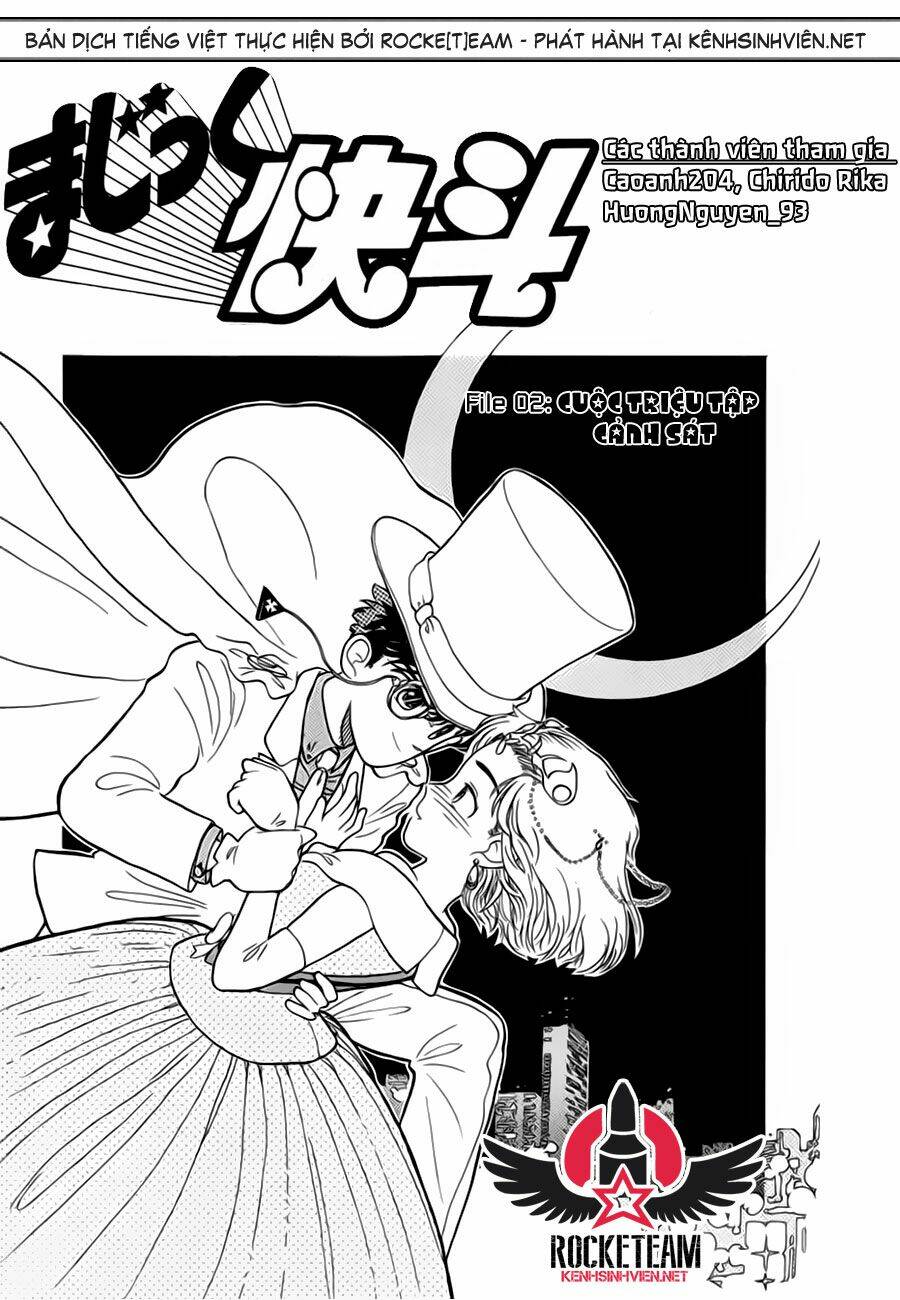 BẢN DỊCH TIẾNG VIỆT THỰC HIỆN BỞI ROCKE[T]EAM - PHÁT HÀNH TẠI KÊNHSINHVIÊN.NET
まじっく
快斗
Các thành viên tham gia
Caoanh204, Chirido Rika
HuongNguyen_93
File 02: CUỘC TRIỆU TẬP
CẢNH SÁT
ROCKETEAM
KENHSINHVIEN.NET